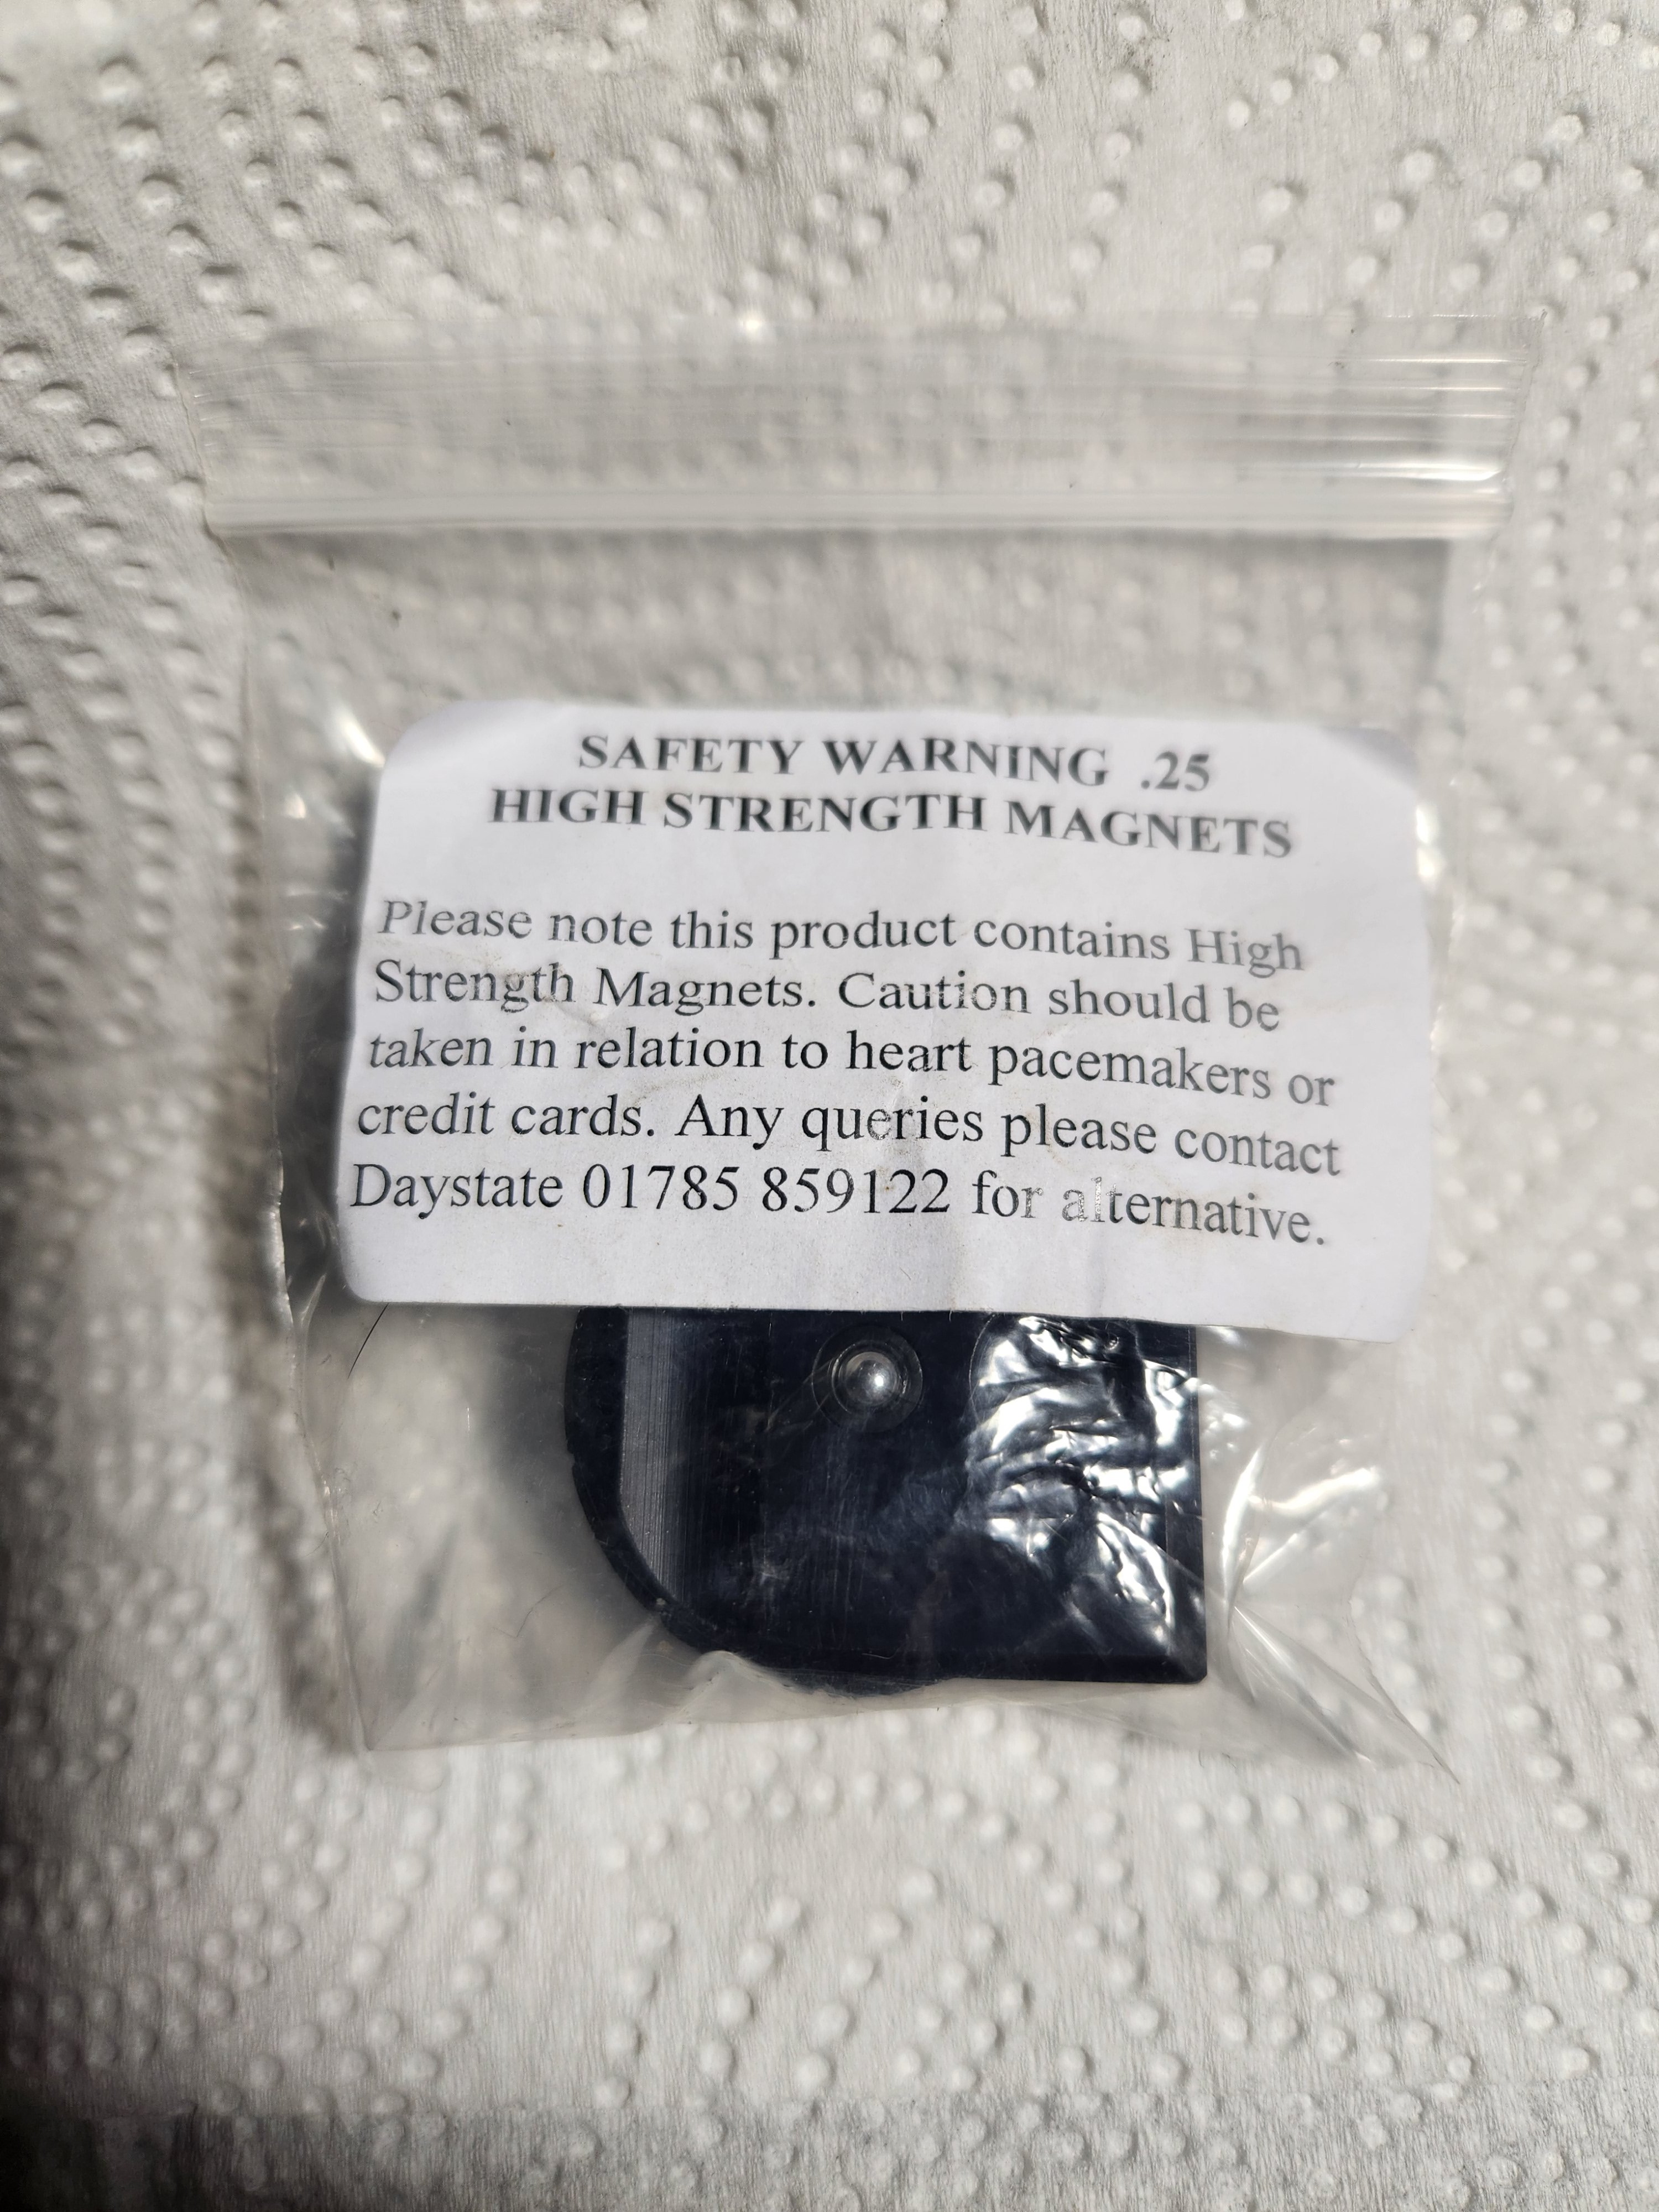 SAFETY WARNING .25
HIGH STRENGTH MAGNETS
Please note this product contains High
Strength Magnets. Caution should be
taken in relation to heart pacemakers or
credit cards. Any queries please contact
Daystate 01785 859122 for alternative.